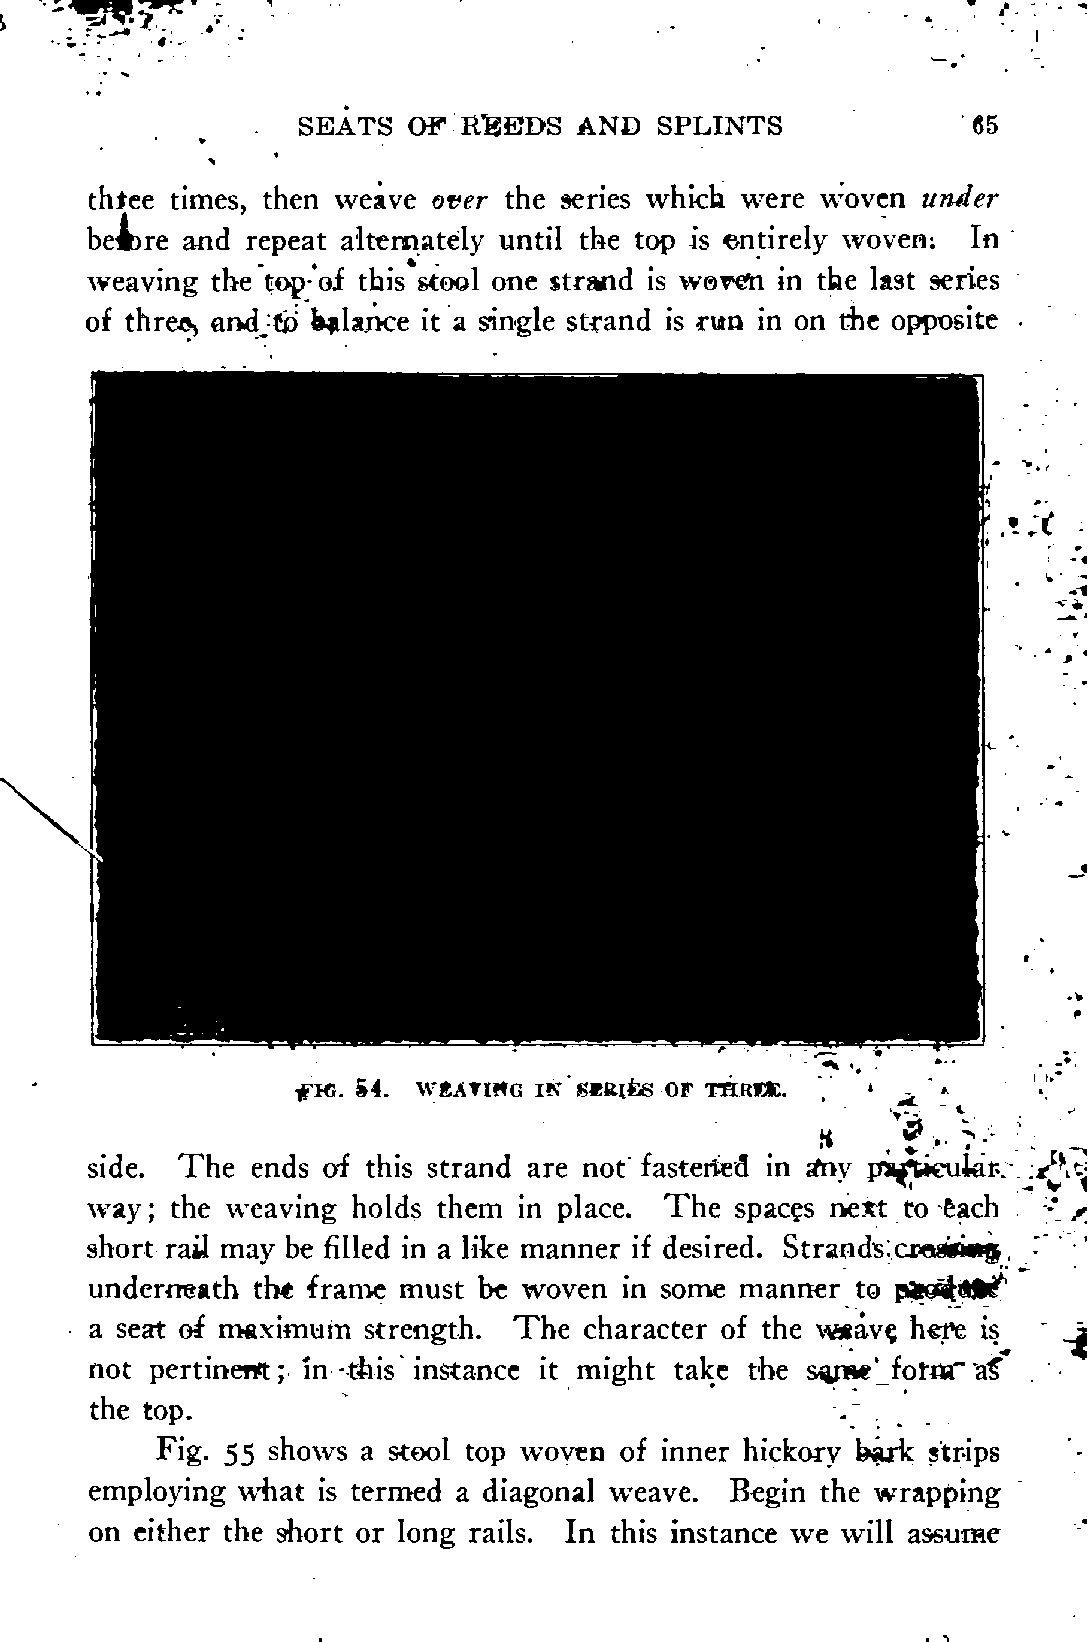 SEATS OF REEDS AND SPLINTS 65
three times, then weave over the series which were woven under
before and repeat alternately until the top is entirely woven. In
weaving the top of this stool one strand is woven in the last series
of three, and to balance it a single strand is run in on the opposite
FIG. 54. WEAVING IN SERIES OF THREE.
side. The ends of this strand are not fastened in any particular
way; the weaving holds them in place. The spaces next to each
short rail may be filled in a like manner if desired. Strands crossing
underneath the frame must be woven in some manner to produce
a seat of maximum strength. The character of the weave here is
not pertinent; in this instance it might take the same form as
the top.
Fig. 55 shows a stool top woven of inner hickory bark strips
employing what is termed a diagonal weave. Begin the wrapping
on either the short or long rails. In this instance we will assume